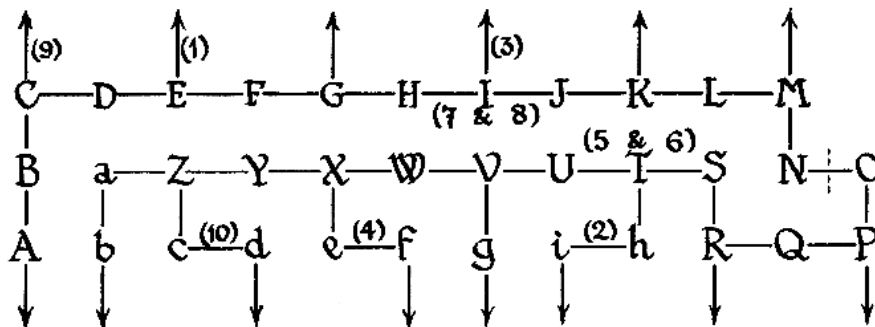 (9) (1) (3)
C D E F G H I J K L M
(7 & 8) (5 & 6)
B a Z Y X W V U T S N O
(10) (4) (2)
A b c d e f g i h R Q P